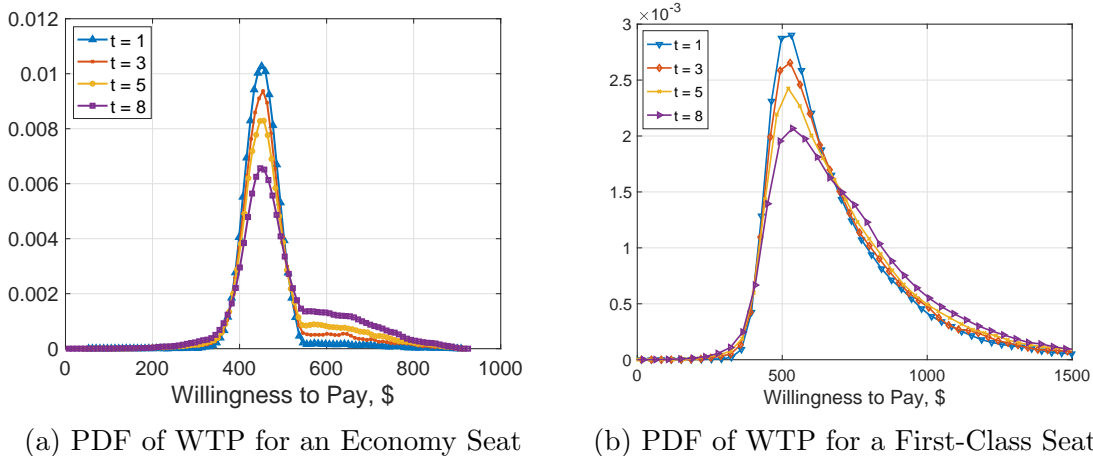 0.012
0.01
0.008
0.006
0.004
0.002
0
t = 1
t = 3
t = 5
t = 8
0 200 400 600 800 1000
Willingness to Pay, $
(a) PDF of WTP for an Economy Seat
×10⁻³
3
2.5
2
1.5
1
0.5
0
t = 1
t = 3
t = 5
t = 8
0 500 1000 1500
Willingness to Pay, $
(b) PDF of WTP for a First-Class Seat